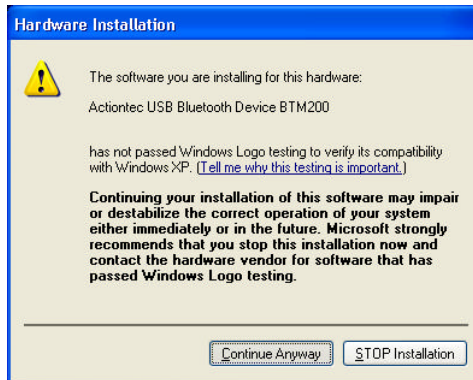 Hardware Installation
The software you are installing for this hardware:
Actiontec USB Bluetooth Device BTM200
has not passed Windows Logo testing to verify its compatibility
with Windows XP. (Tell me why this testing is important.)
Continuing your installation of this software may impair
or destabilize the correct operation of your system
either immediately or in the future. Microsoft strongly
recommends that you stop this installation now and
contact the hardware vendor for software that has
passed Windows Logo testing.
Continue Anyway
STOP Installation